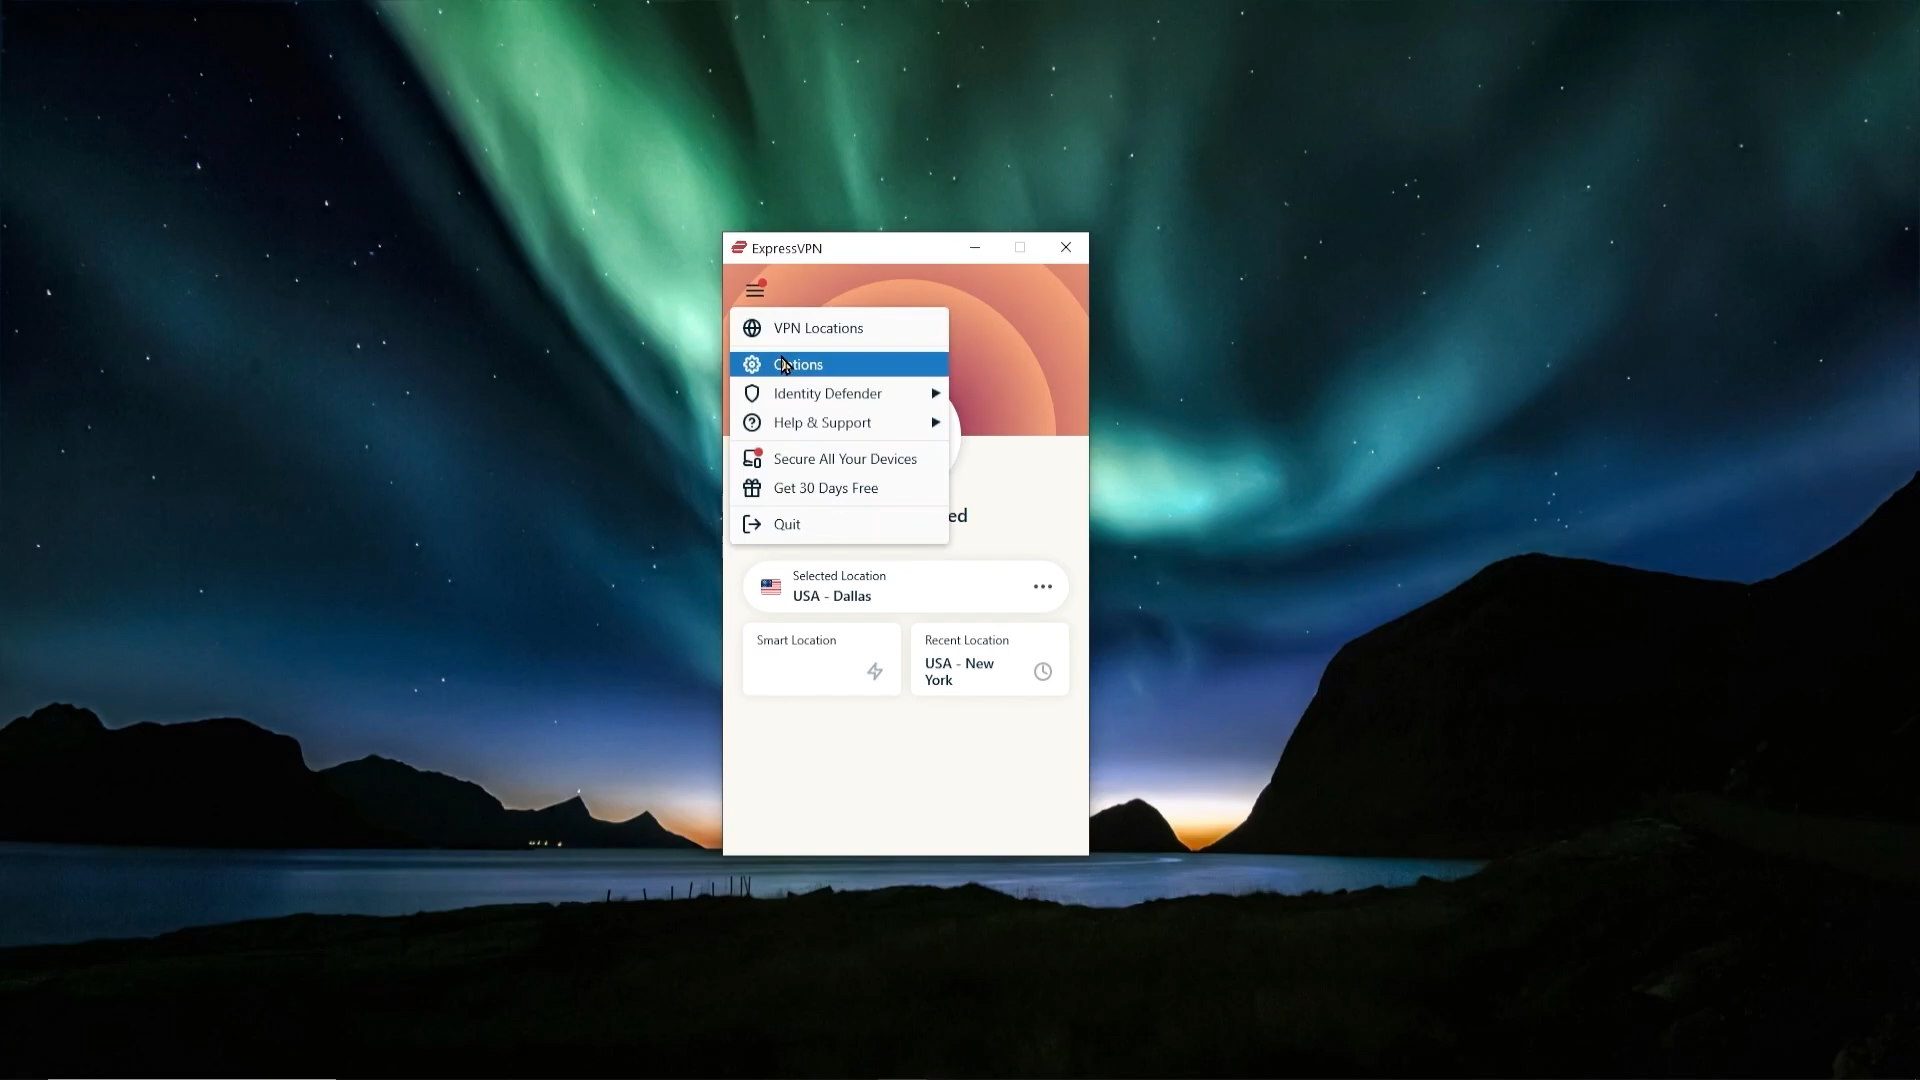 ExpressVPN
VPN Locations
Options
Identity Defender
Help & Support
Secure All Your Devices
Get 30 Days Free
Quit
ed
Selected Location
USA - Dallas
Smart Location
Recent Location
USA - New
York